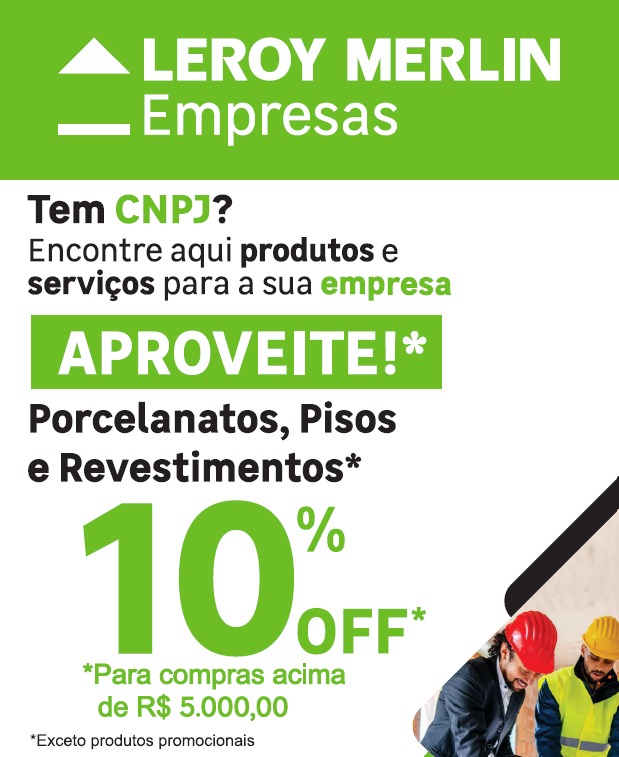 LEROY MERLIN
Empresas
Tem CNPJ?
Encontre aqui produtos e
serviços para a sua empresa
APROVEITE!*
Porcelanatos, Pisos
e Revestimentos*
10% OFF*
*Para compras acima
de R$ 5.000,00
*Exceto produtos promocionais